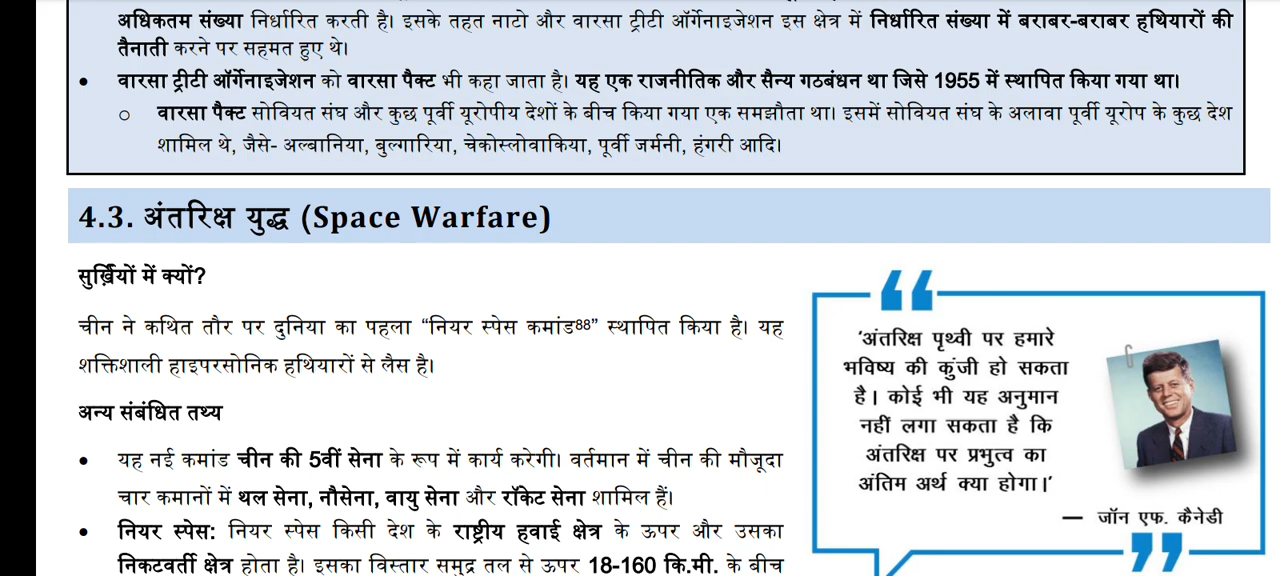 अधिकतम संख्या निर्धारित करती है। इसके तहत नाटो और वारसा ट्रीटी ऑर्गेनाइजेशन इस क्षेत्र में निर्धारित संख्या में बराबर-बराबर हथियारों की
तैनाती करने पर सहमत हुए थे।
• वारसा ट्रीटी ऑर्गेनाइजेशन को वारसा पैक्ट भी कहा जाता है। यह एक राजनीतिक और सैन्य गठबंधन था जिसे 1955 में स्थापित किया गया था।
○ वारसा पैक्ट सोवियत संघ और कुछ पूर्वी यूरोपीय देशों के बीच किया गया एक समझौता था। इसमें सोवियत संघ के अलावा पूर्वी यूरोप के कुछ देश
शामिल थे, जैसे- अल्बानिया, बुल्गारिया, चेकोस्लोवाकिया, पूर्वी जर्मनी, हंगरी आदि।
4.3. अंतरिक्ष युद्ध (Space Warfare)
सुर्ख़ियों में क्यों?
चीन ने कथित तौर पर दुनिया का पहला “नियर स्पेस कमांड88” स्थापित किया है। यह
शक्तिशाली हाइपरसोनिक हथियारों से लैस है।
अन्य संबंधित तथ्य
• यह नई कमांड चीन की 5वीं सेना के रूप में कार्य करेगी। वर्तमान में चीन की मौजूदा
चार कमानों में थल सेना, नौसेना, वायु सेना और रॉकेट सेना शामिल हैं।
• नियर स्पेस: नियर स्पेस किसी देश के राष्ट्रीय हवाई क्षेत्र के ऊपर और उसका
निकटवर्ती क्षेत्र होता है। इसका विस्तार समुद्र तल से ऊपर 18-160 कि.मी. के बीच
‘अंतरिक्ष पृथ्वी पर हमारे
भविष्य की कुंजी हो सकता
है। कोई भी यह अनुमान
नहीं लगा सकता है कि
अंतरिक्ष पर प्रभुत्व का
अंतिम अर्थ क्या होगा।’
— जॉन एफ. कैनेडी